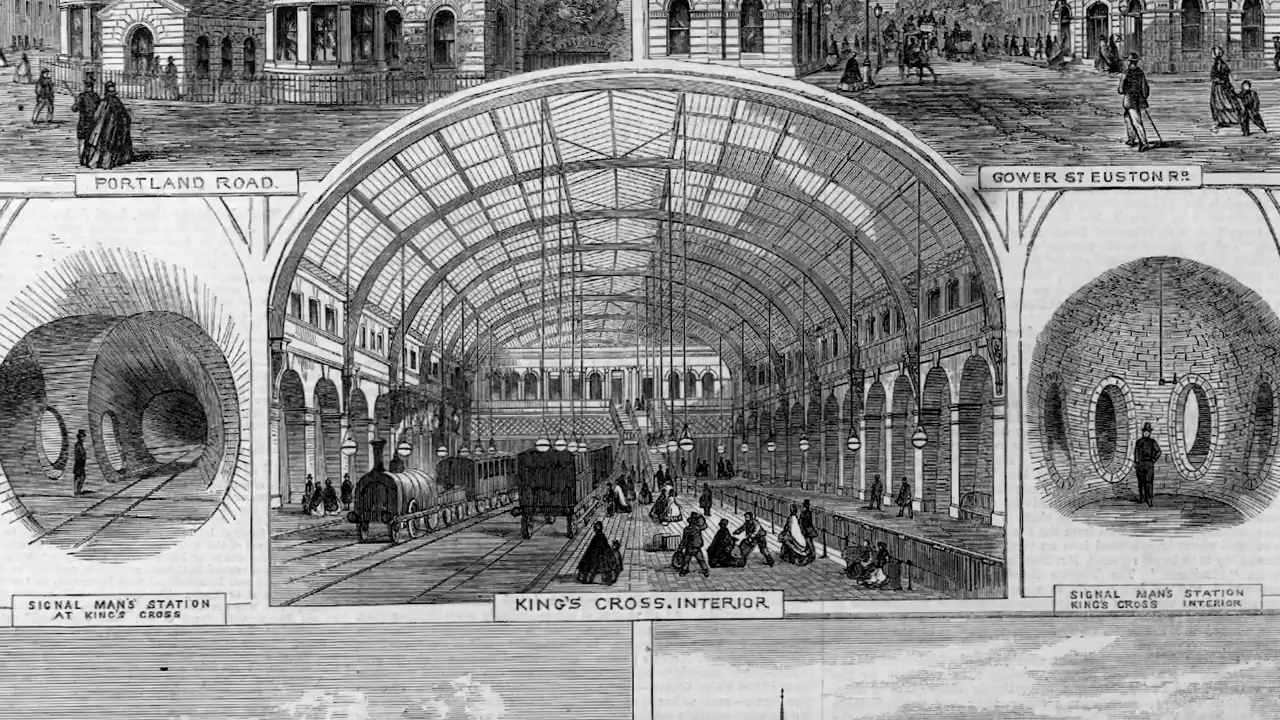 PORTLAND ROAD.
GOWER ST EUSTON RD.
SIGNAL MAN'S STATION
AT KING'S CROSS
KING'S CROSS. INTERIOR
SIGNAL MAN'S STATION
KING'S CROSS INTERIOR